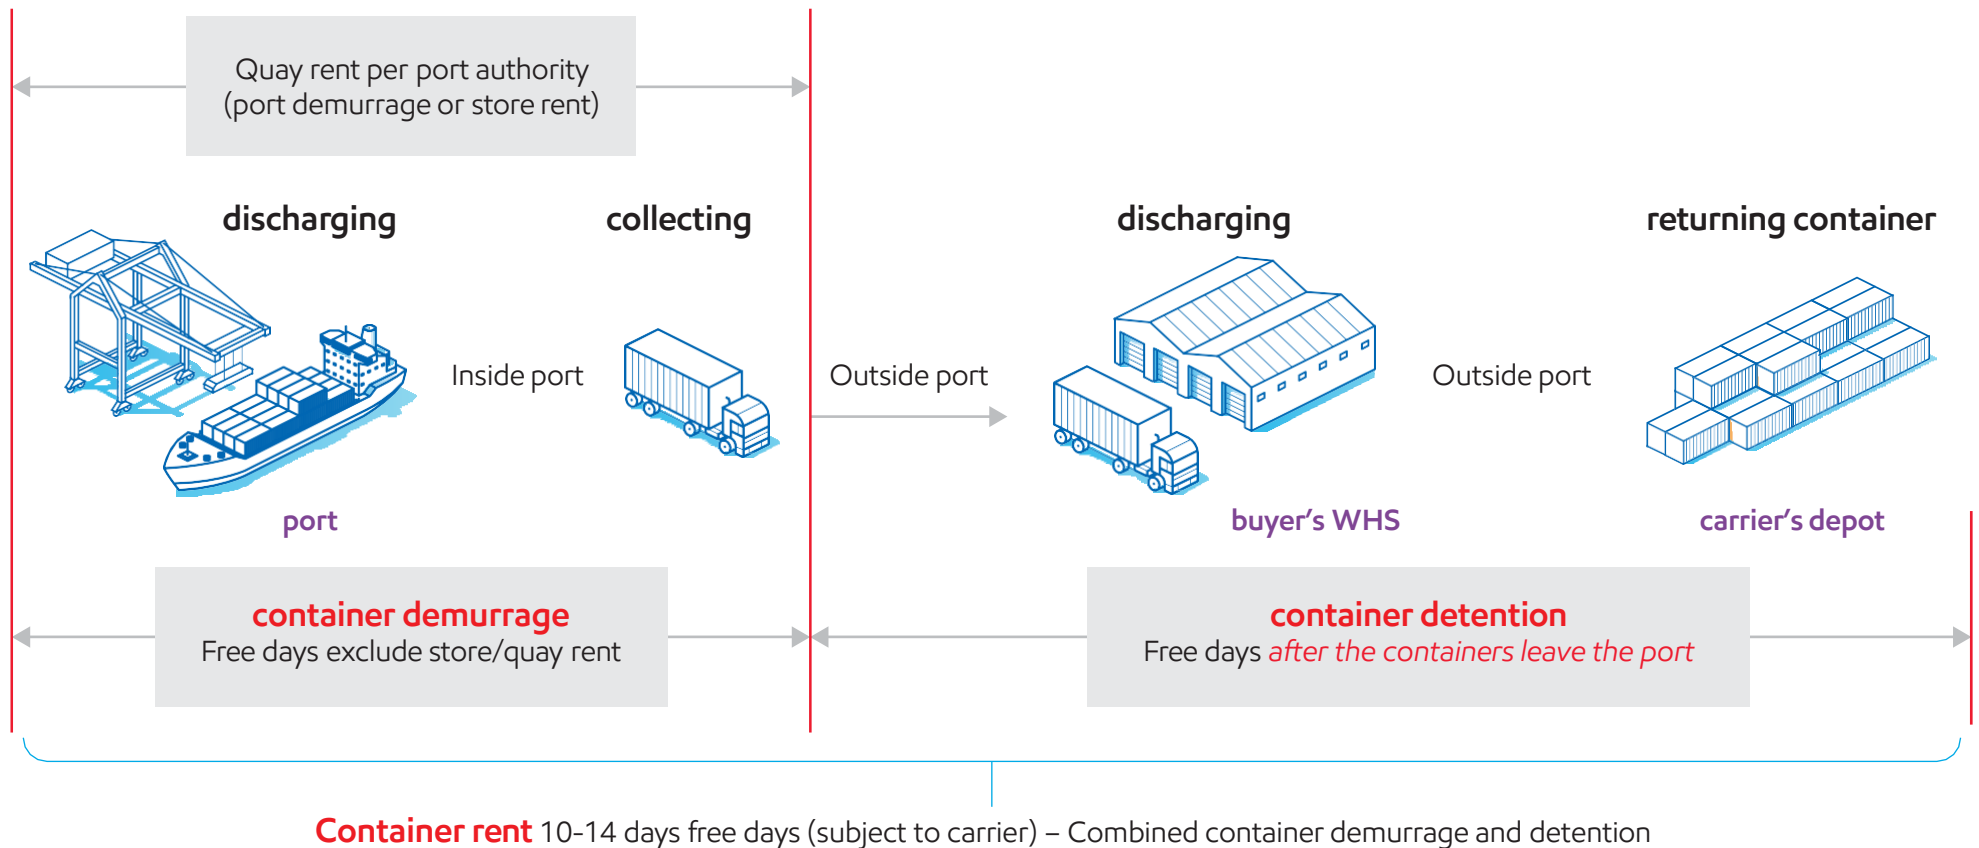 Quay rent per port authority
(port demurrage or store rent)
discharging
collecting
discharging
returning container
Inside port
Outside port
Outside port
port
buyer's WHS
carrier's depot
container demurrage
Free days exclude store/quay rent
container detention
Free days after the containers leave the port
Container rent 10-14 days free days (subject to carrier) – Combined container demurrage and detention